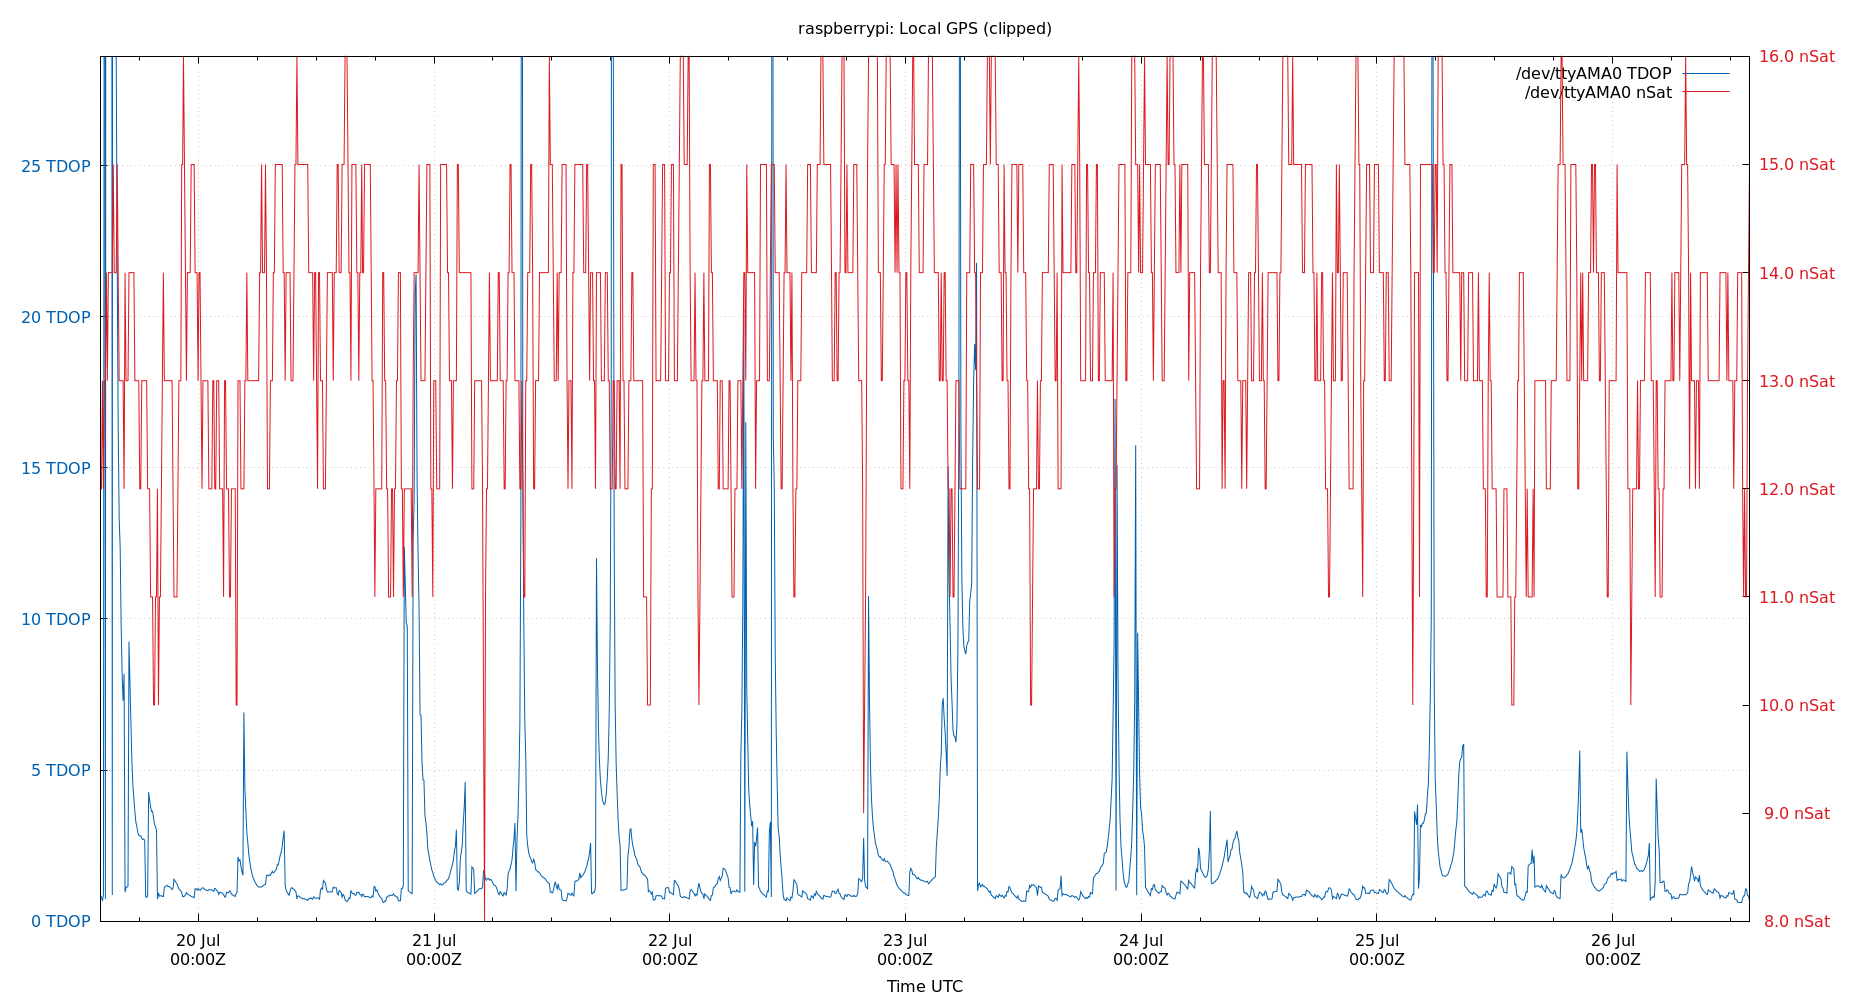 raspberrypi: Local GPS (clipped)
/dev/ttyAMA0 TDOP
/dev/ttyAMA0 nSat
25 TDOP
20 TDOP
15 TDOP
10 TDOP
5 TDOP
0 TDOP
16.0 nSat
15.0 nSat
14.0 nSat
13.0 nSat
12.0 nSat
11.0 nSat
10.0 nSat
9.0 nSat
8.0 nSat
20 Jul
00:00Z
21 Jul
00:00Z
22 Jul
00:00Z
23 Jul
00:00Z
24 Jul
00:00Z
25 Jul
00:00Z
26 Jul
00:00Z
Time UTC